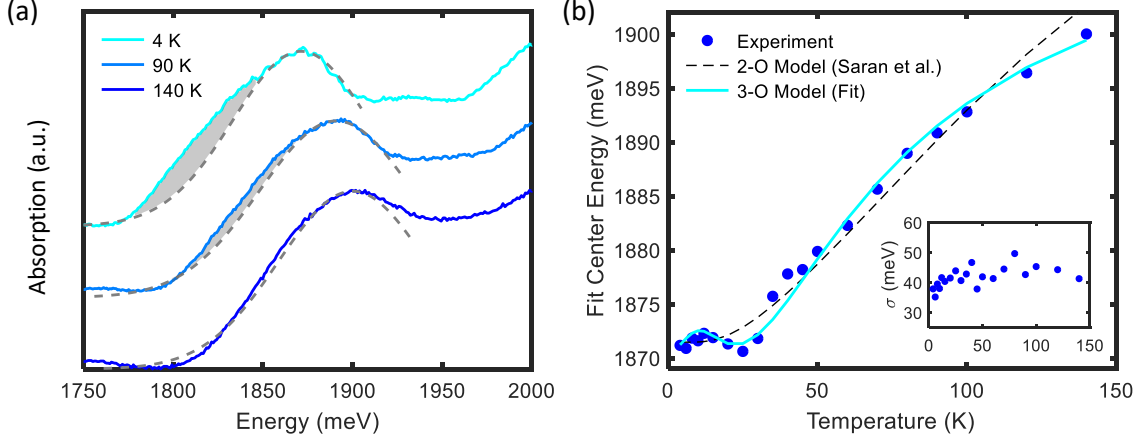 (a)
4 K
90 K
140 K
Absorption (a.u.)
1750
1800
1850
1900
1950
2000
Energy (meV)
(b)
Experiment
2-O Model (Saran et al.)
3-O Model (Fit)
Fit Center Energy (meV)
1900
1895
1890
1885
1880
1875
1870
0
50
100
150
Temperature (K)
σ (meV)
60
50
40
30
0
50
100
150